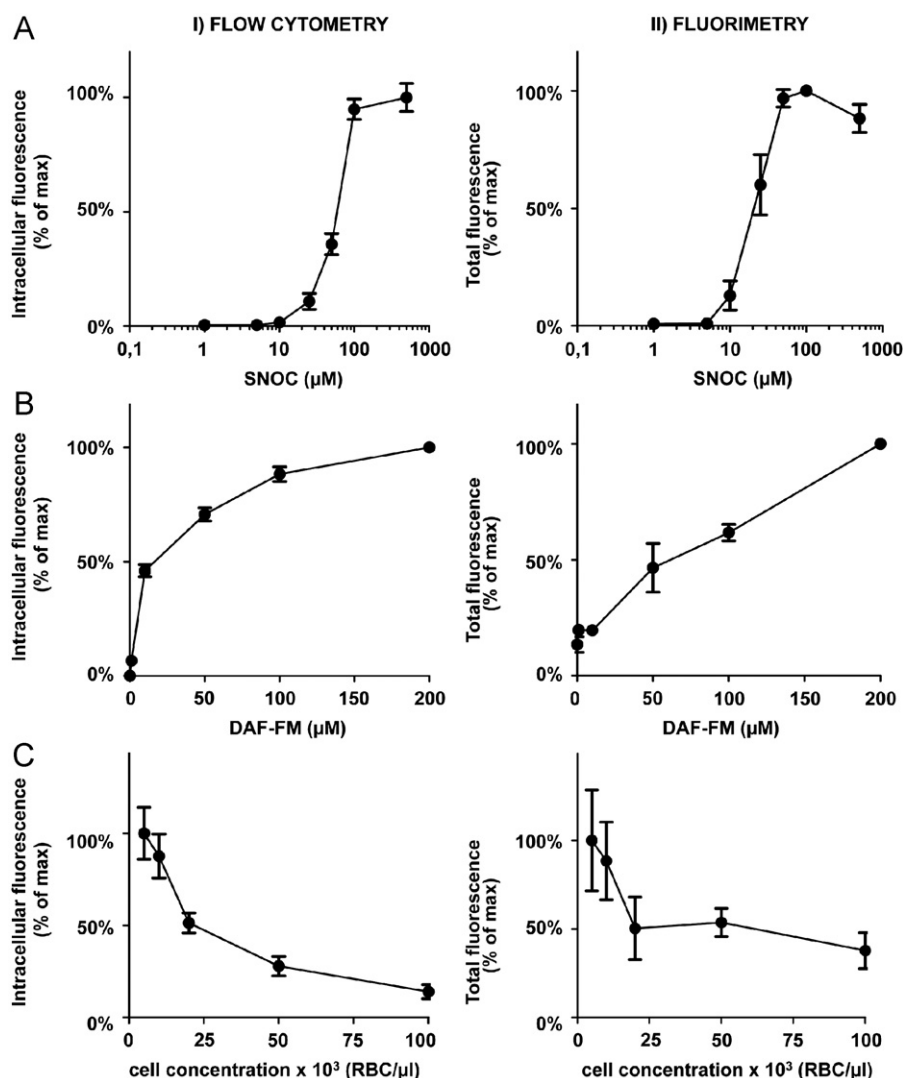 A
I) FLOW CYTOMETRY
II) FLUORIMETRY
Intracellular fluorescence
(% of max)
100%
50%
0%
0,1 1 10 100 1000
SNOC (µM)
Total fluorescence
(% of max)
100%
50%
0%
0,1 1 10 100 1000
SNOC (µM)
B
Intracellular fluorescence
(% of max)
100%
50%
0%
0 50 100 150 200
DAF-FM (µM)
Total fluorescence
(% of max)
100%
50%
0%
0 50 100 150 200
DAF-FM (µM)
C
Intracellular fluorescence
(% of max)
100%
50%
0%
0 25 50 75 100
cell concentration x 10³ (RBC/µl)
Total fluorescence
(% of max)
100%
50%
0%
0 25 50 75 100
cell concentration x 10³ (RBC/µl)